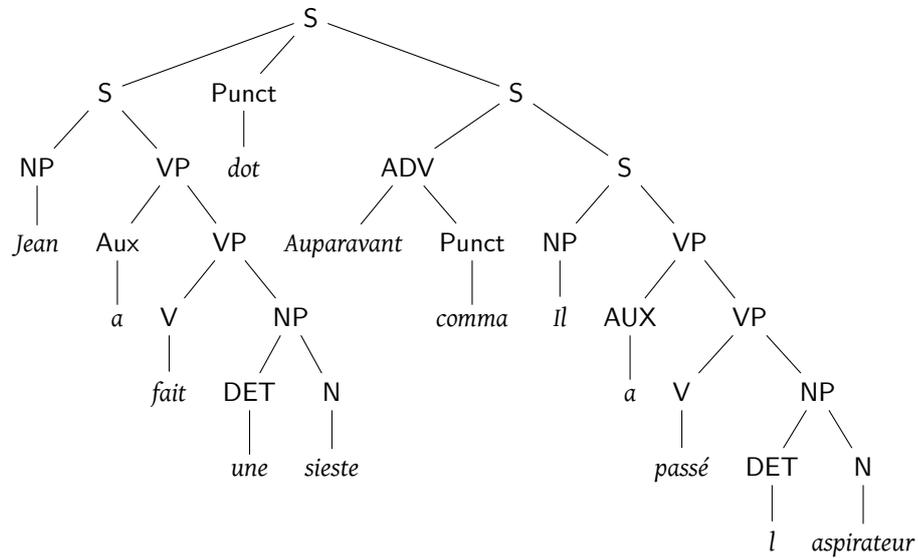 S
S Punct S
NP VP dot ADV S
Jean Aux VP Auparavant Punct NP VP
a V NP comma Il AUX VP
fait DET N a V NP
une sieste passé DET N
l aspirateur